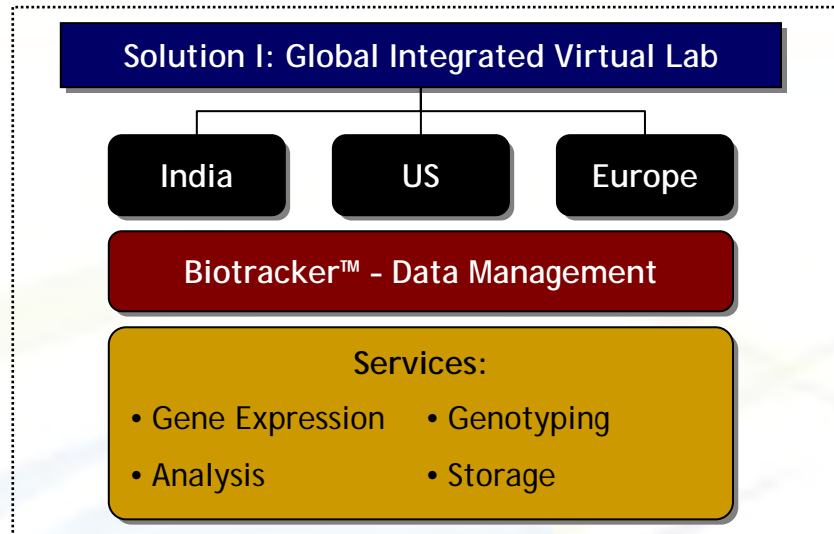 Solution I: Global Integrated Virtual Lab
India US Europe
Biotracker™ - Data Management
Services:
• Gene Expression • Genotyping
• Analysis • Storage